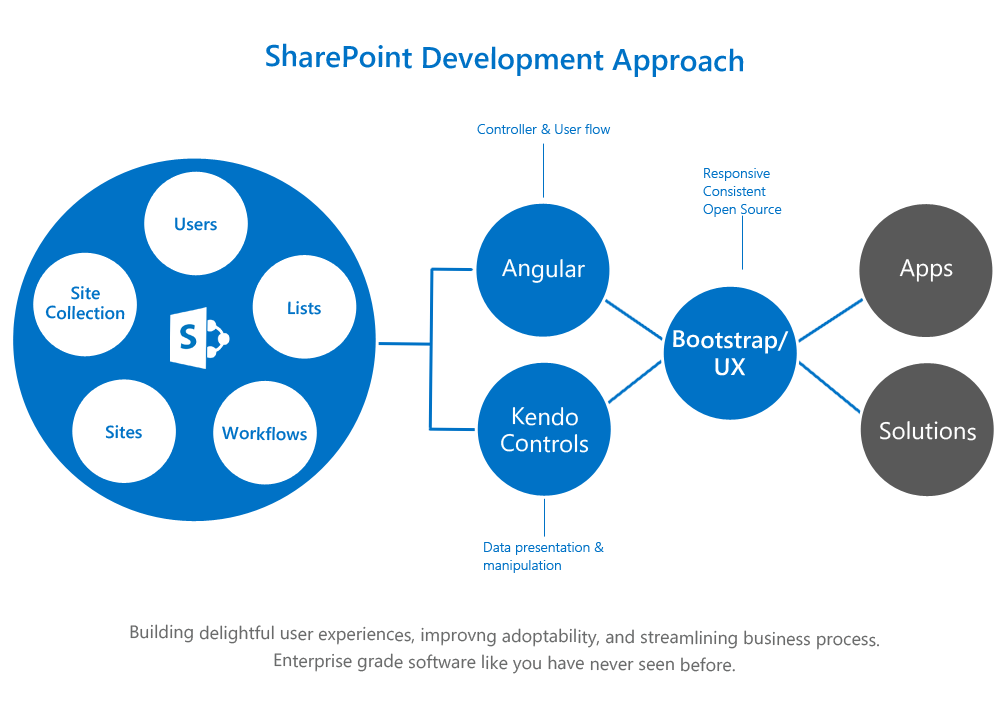 SharePoint Development Approach
Controller & User flow
Responsive
Consistent
Open Source
Users
Site
Collection
Lists
S
Sites
Workflows
Angular
Kendo
Controls
Bootstrap/
UX
Apps
Solutions
Data presentation &
manipulation
Building delightful user experiences, improvng adoptability, and streamlining business process.
Enterprise grade software like you have never seen before.